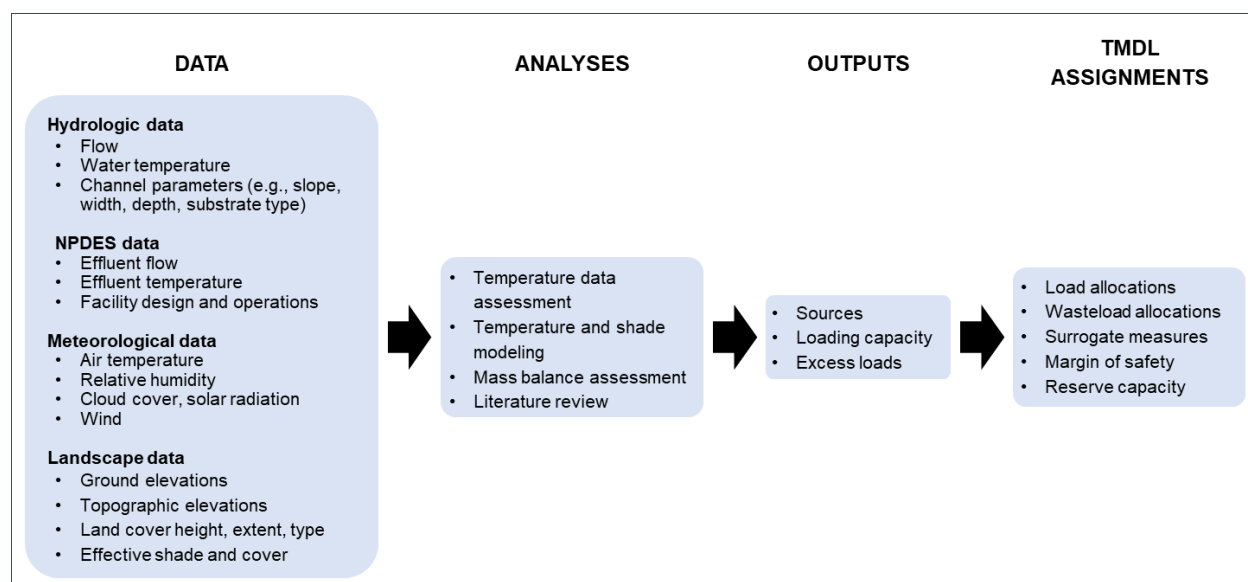 DATA
Hydrologic data
• Flow
• Water temperature
• Channel parameters (e.g., slope,
width, depth, substrate type)
NPDES data
• Effluent flow
• Effluent temperature
• Facility design and operations
Meteorological data
• Air temperature
• Relative humidity
• Cloud cover, solar radiation
• Wind
Landscape data
• Ground elevations
• Topographic elevations
• Land cover height, extent, type
• Effective shade and cover
ANALYSES
• Temperature data
assessment
• Temperature and shade
modeling
• Mass balance assessment
• Literature review
OUTPUTS
• Sources
• Loading capacity
• Excess loads
TMDL
ASSIGNMENTS
• Load allocations
• Wasteload allocations
• Surrogate measures
• Margin of safety
• Reserve capacity